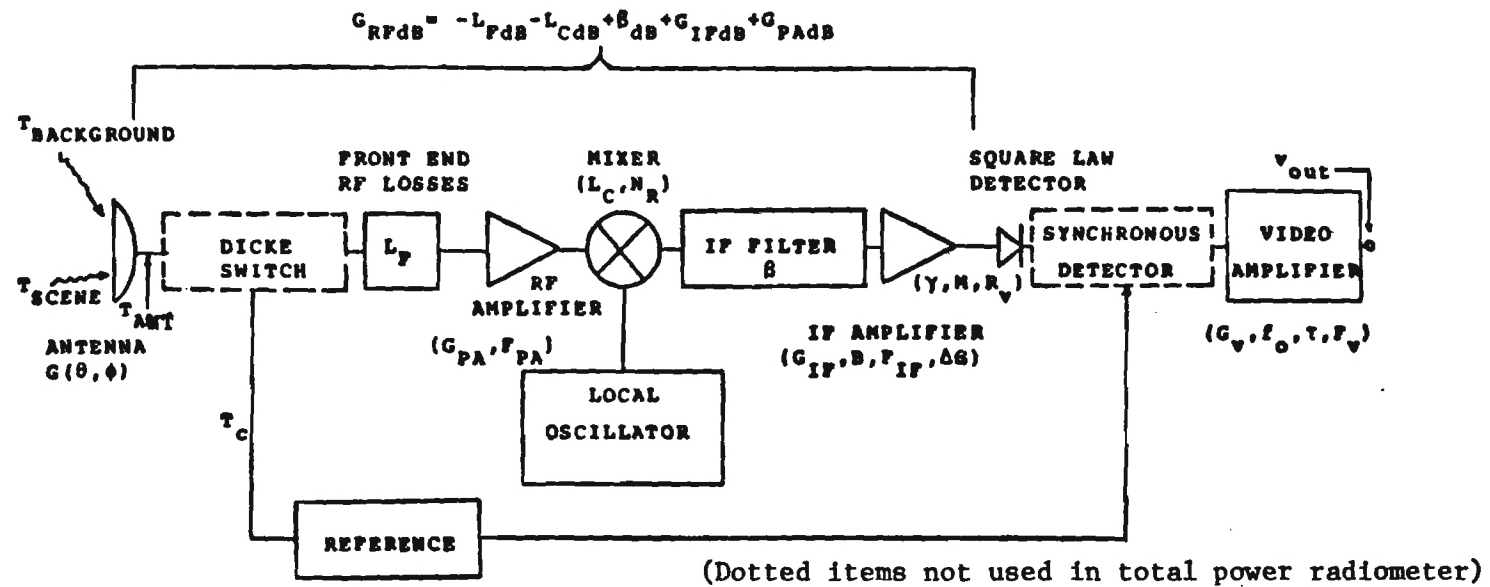 G_RFdB = -L_FdB-L_CdB+β_dB+G_IFdB+G_PAdB
T_BACKGROUND
FRONT END
RF LOSSES
MIXER
(L_C,N_R)
SQUARE LAW
DETECTOR
v_out
DICKE
SWITCH
L_F
IF FILTER
β
SYNCHRONOUS
DETECTOR
VIDEO
AMPLIFIER
T_SCENE
T_ANT
RF
AMPLIFIER
(γ,M,R_v)
ANTENNA
G(θ,φ)
(G_PA,F_PA)
IF AMPLIFIER
(G_IF,B,F_IF,ΔG)
(G_v,f_o,τ,F_v)
LOCAL
OSCILLATOR
T_c
REFERENCE
(Dotted items not used in total power radiometer)